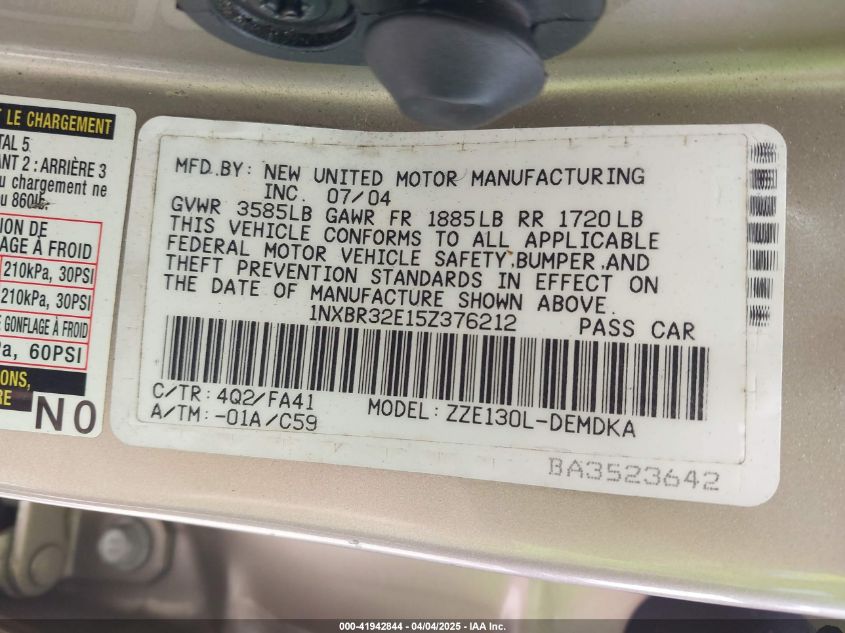 T LE CHARGEMENT
TAL 5
ANT 2 : ARRIÈRE 3
u chargement ne
u 860lb.
ION DE
LAGE À FROID
210kPa, 30PSI
210kPa, 30PSI
E GONFLAGE À FROID
Pa, 60PSI
ONS,
RE
NO
MFD.BY: NEW UNITED MOTOR MANUFACTURING
INC. 07/04
GVWR 3585LB GAWR FR 1885LB RR 1720LB
THIS VEHICLE CONFORMS TO ALL APPLICABLE
FEDERAL MOTOR VEHICLE SAFETY,BUMPER,AND
THEFT PREVENTION STANDARDS IN EFFECT ON
THE DATE OF MANUFACTURE SHOWN ABOVE.
1NXBR32E15Z376212 PASS CAR
C/TR: 4Q2/FA41
A/TM:-01A/C59 MODEL: ZZE130L-DEMDKA
BA3523642
000-41942844 - 04/04/2025 - IAA Inc.